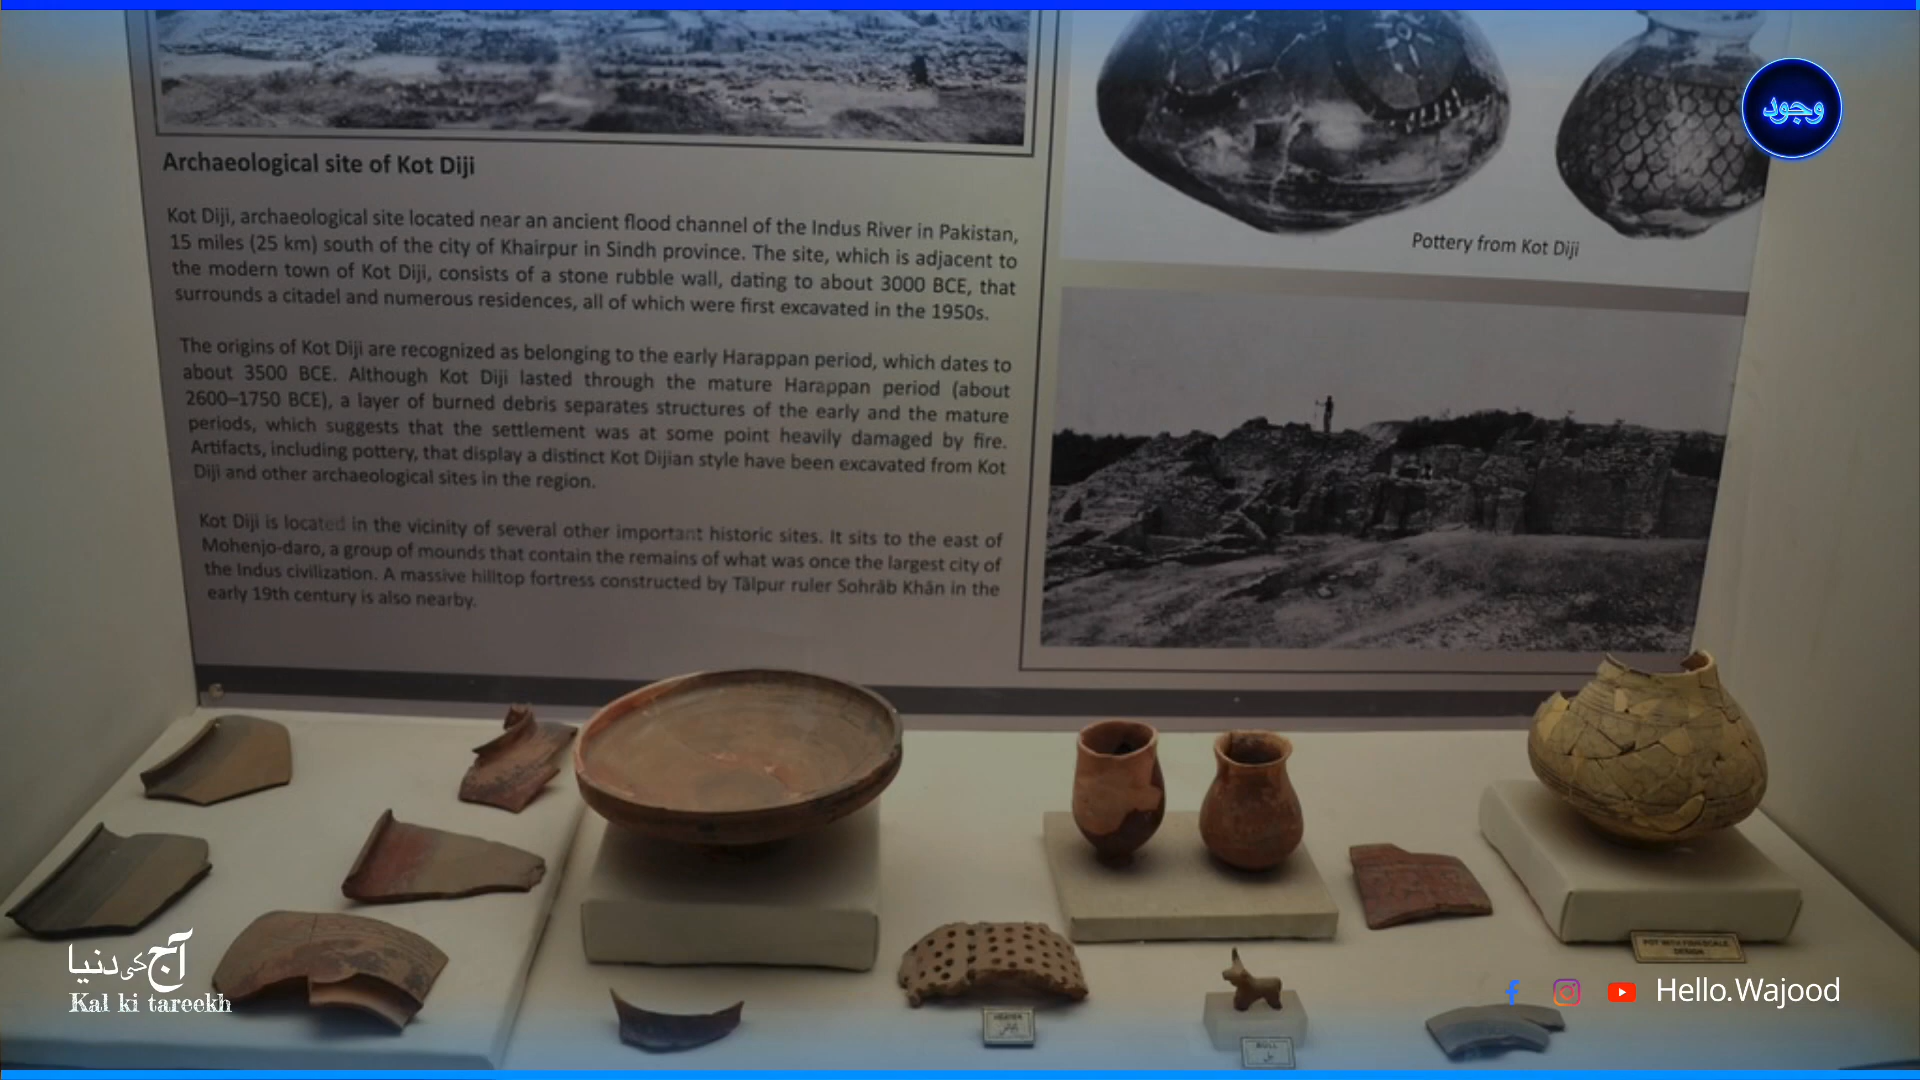 Archaeological site of Kot Diji
Kot Diji, archaeological site located near an ancient flood channel of the Indus River in Pakistan,
15 miles (25 km) south of the city of Khairpur in Sindh province. The site, which is adjacent to
the modern town of Kot Diji, consists of a stone rubble wall, dating to about 3000 BCE, that
surrounds a citadel and numerous residences, all of which were first excavated in the 1950s.
The origins of Kot Diji are recognized as belonging to the early Harappan period, which dates to
about 3500 BCE. Although Kot Diji lasted through the mature Harappan period (about
2600–1750 BCE), a layer of burned debris separates structures of the early and the mature
periods, which suggests that the settlement was at some point heavily damaged by fire.
Artifacts, including pottery, that display a distinct Kot Dijian style have been excavated from Kot
Diji and other archaeological sites in the region.
Kot Diji is located in the vicinity of several other important historic sites. It sits to the east of
Mohenjo-daro, a group of mounds that contain the remains of what was once the largest city of
the Indus civilization. A massive hilltop fortress constructed by Tālpur ruler Sohrāb Khān in the
early 19th century is also nearby.
وجود
Pottery from Kot Diji
POT WITH FISH SCALE
DESIGN
HEATER
BULL
بیل
آج کی دنیا
Kal ki tareekh
Hello.Wajood